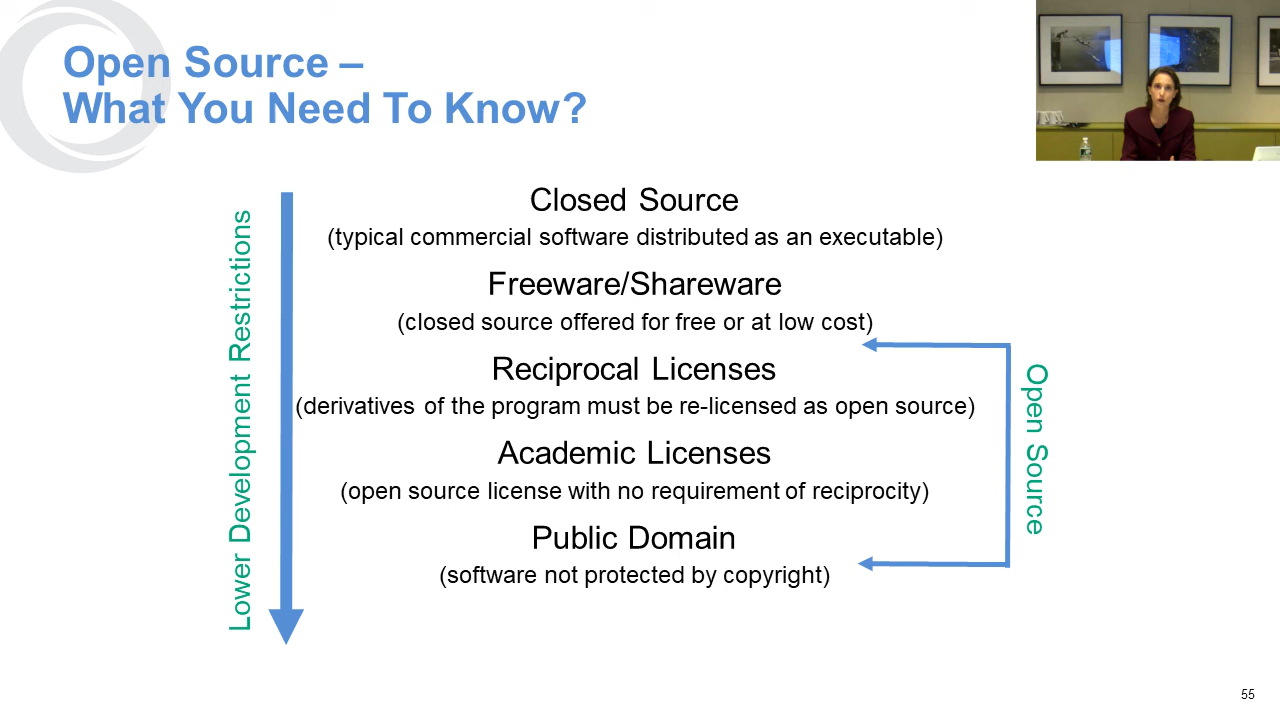 Open Source –
What You Need To Know?
Closed Source
(typical commercial software distributed as an executable)
Freeware/Shareware
(closed source offered for free or at low cost)
Reciprocal Licenses
(derivatives of the program must be re-licensed as open source)
Academic Licenses
(open source license with no requirement of reciprocity)
Public Domain
(software not protected by copyright)
Lower Development Restrictions
Open Source
55